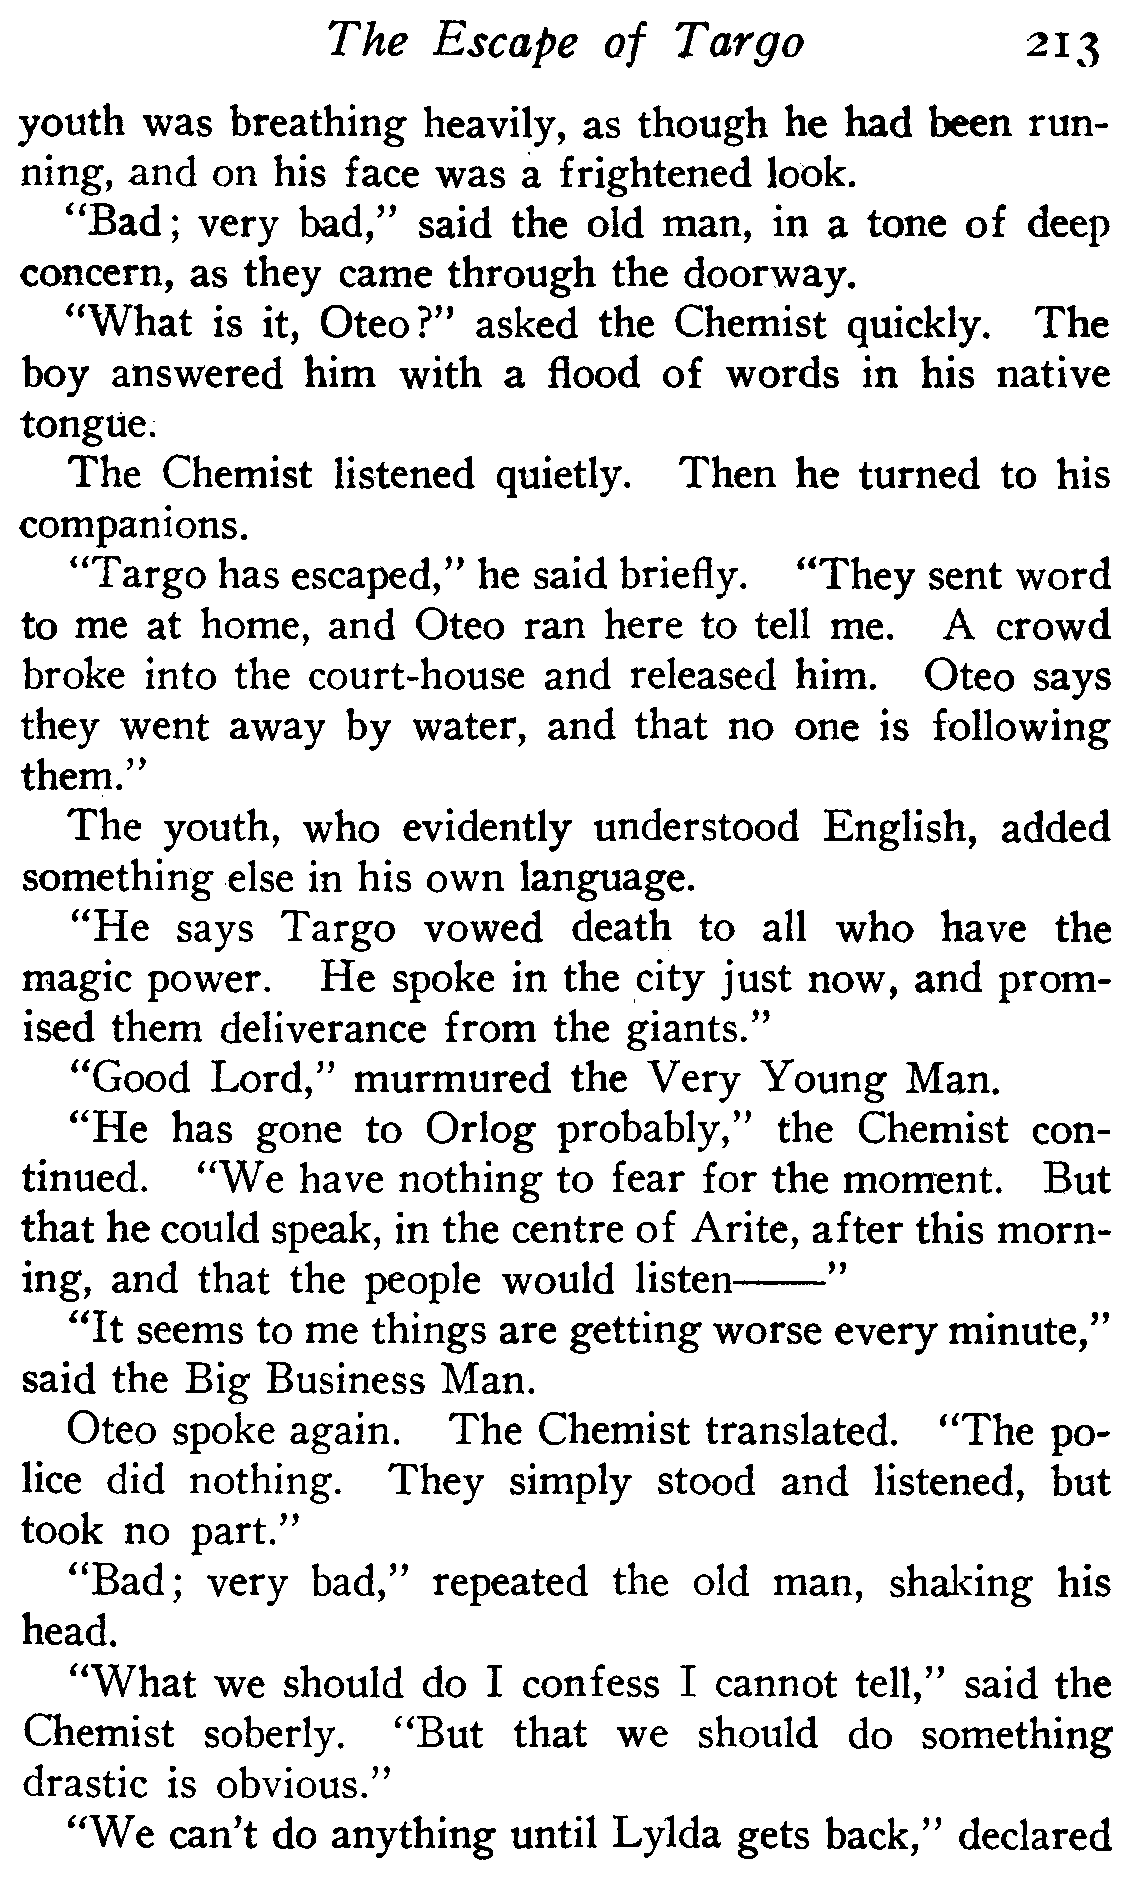 The Escape of Targo 213
youth was breathing heavily, as though he had been run-
ning, and on his face was a frightened look.
"Bad; very bad," said the old man, in a tone of deep
concern, as they came through the doorway.
"What is it, Oteo?" asked the Chemist quickly. The
boy answered him with a flood of words in his native
tongue.
The Chemist listened quietly. Then he turned to his
companions.
"Targo has escaped," he said briefly. "They sent word
to me at home, and Oteo ran here to tell me. A crowd
broke into the court-house and released him. Oteo says
they went away by water, and that no one is following
them."
The youth, who evidently understood English, added
something else in his own language.
"He says Targo vowed death to all who have the
magic power. He spoke in the city just now, and prom-
ised them deliverance from the giants."
"Good Lord," murmured the Very Young Man.
"He has gone to Orlog probably," the Chemist con-
tinued. "We have nothing to fear for the moment. But
that he could speak, in the centre of Arite, after this morn-
ing, and that the people would listen——"
"It seems to me things are getting worse every minute,"
said the Big Business Man.
Oteo spoke again. The Chemist translated. "The po-
lice did nothing. They simply stood and listened, but
took no part."
"Bad; very bad," repeated the old man, shaking his
head.
"What we should do I confess I cannot tell," said the
Chemist soberly. "But that we should do something
drastic is obvious."
"We can't do anything until Lylda gets back," declared